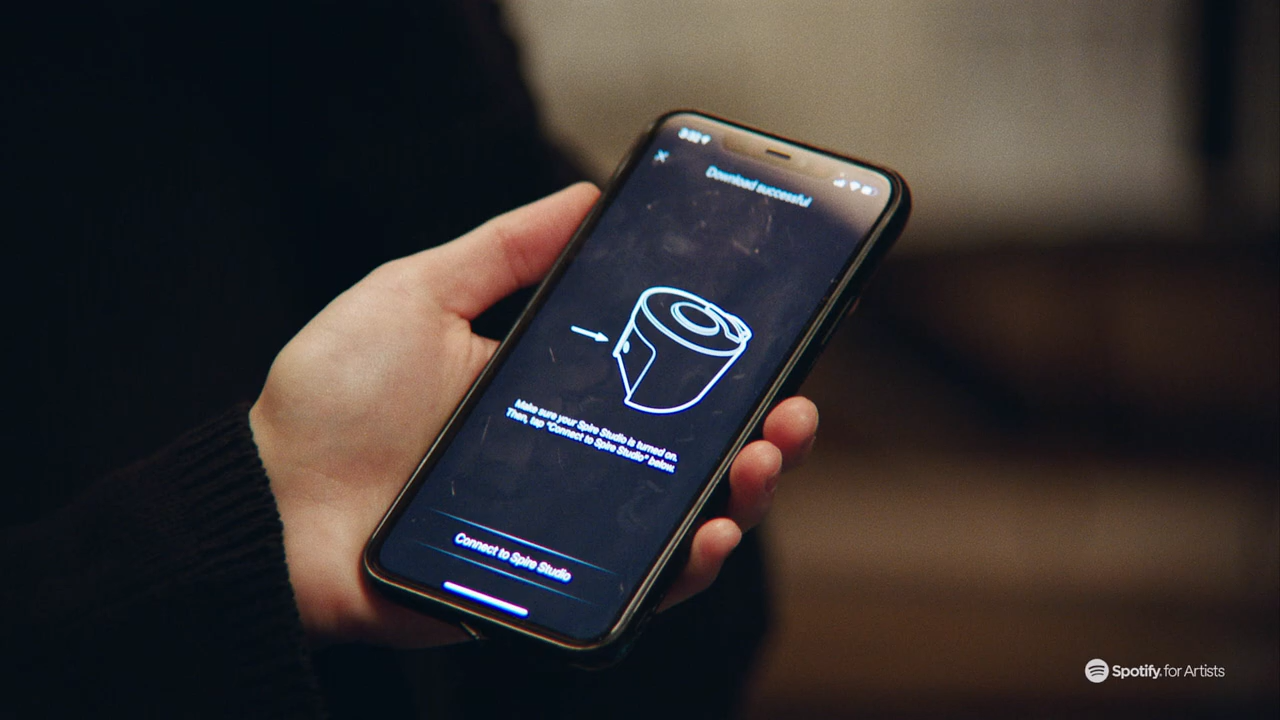 Download successful
Make sure your Spire Studio is turned on.
Then, tap "Connect to Spire Studio" below.
Connect to Spire Studio
Spotify for Artists